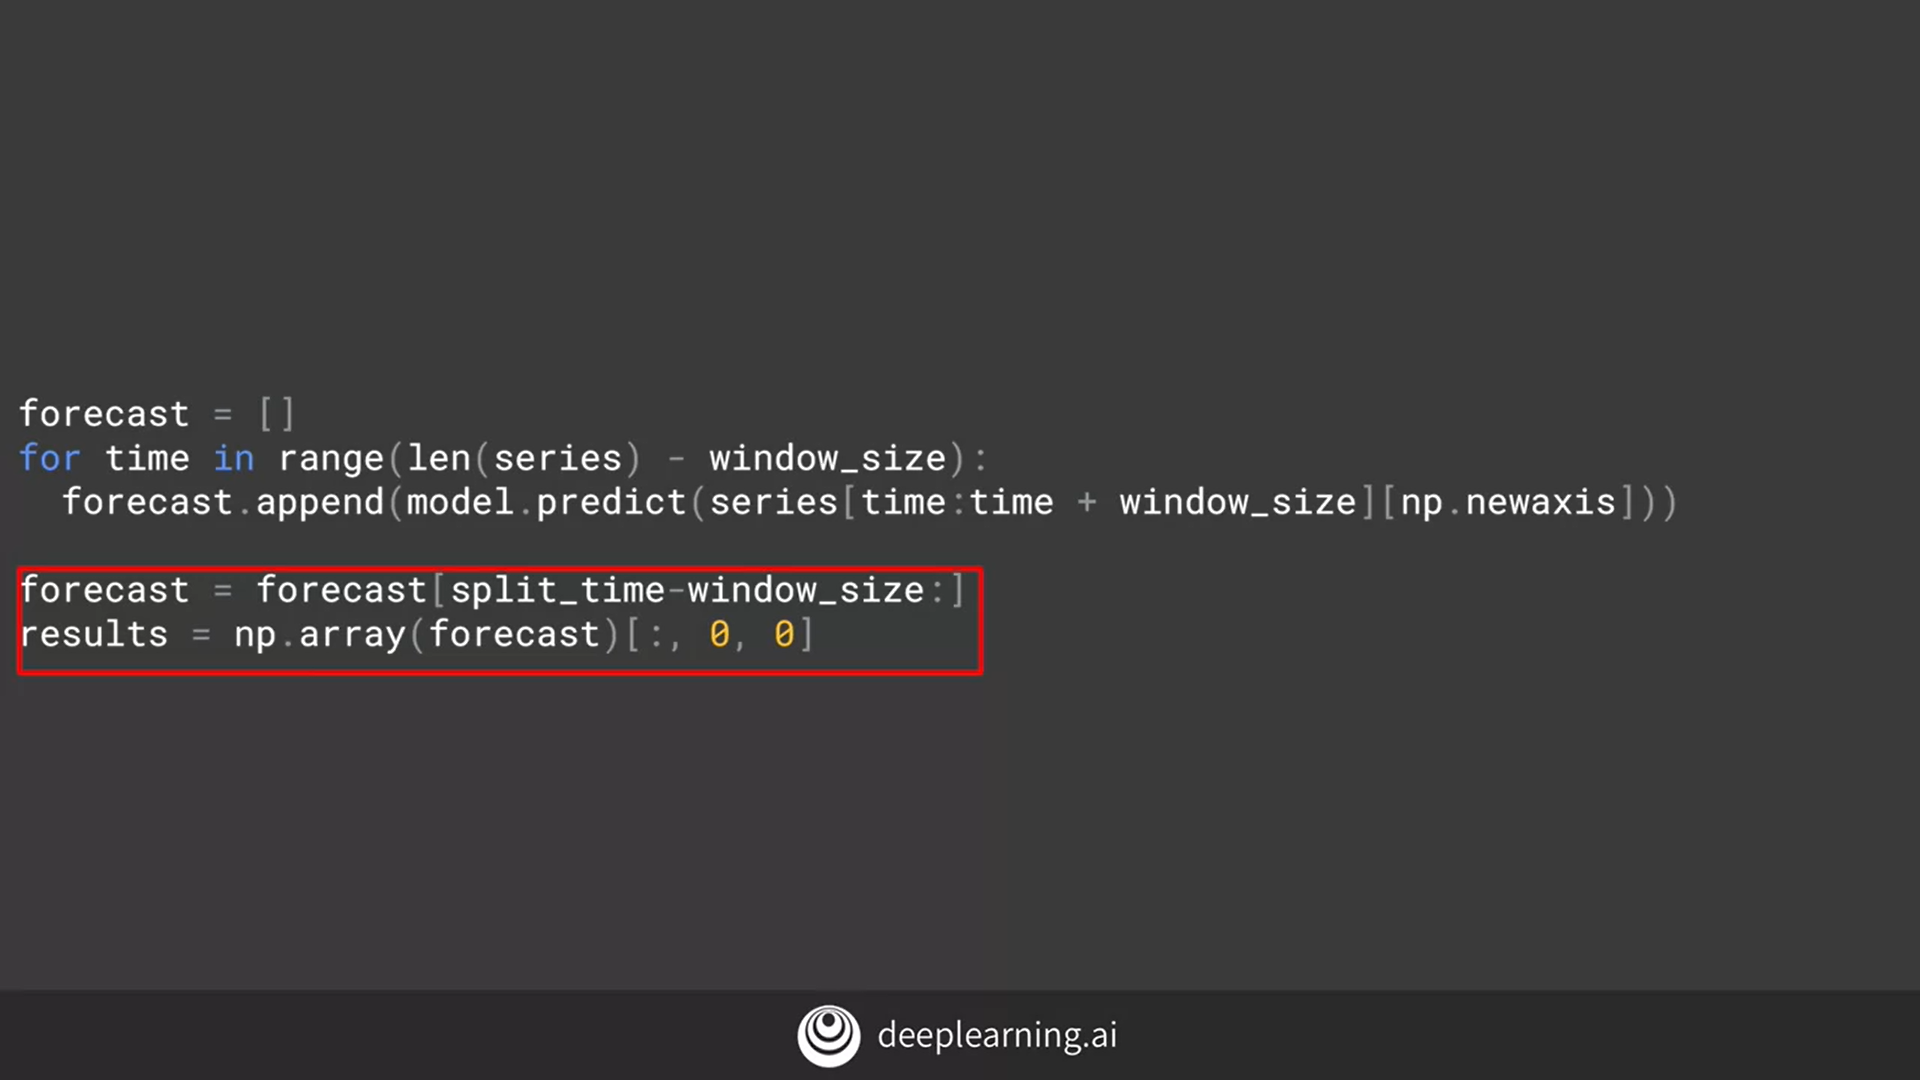 forecast = []
for time in range(len(series) - window_size):
  forecast.append(model.predict(series[time:time + window_size][np.newaxis]))
forecast = forecast[split_time-window_size:]
results = np.array(forecast)[:, 0, 0]
deeplearning.ai